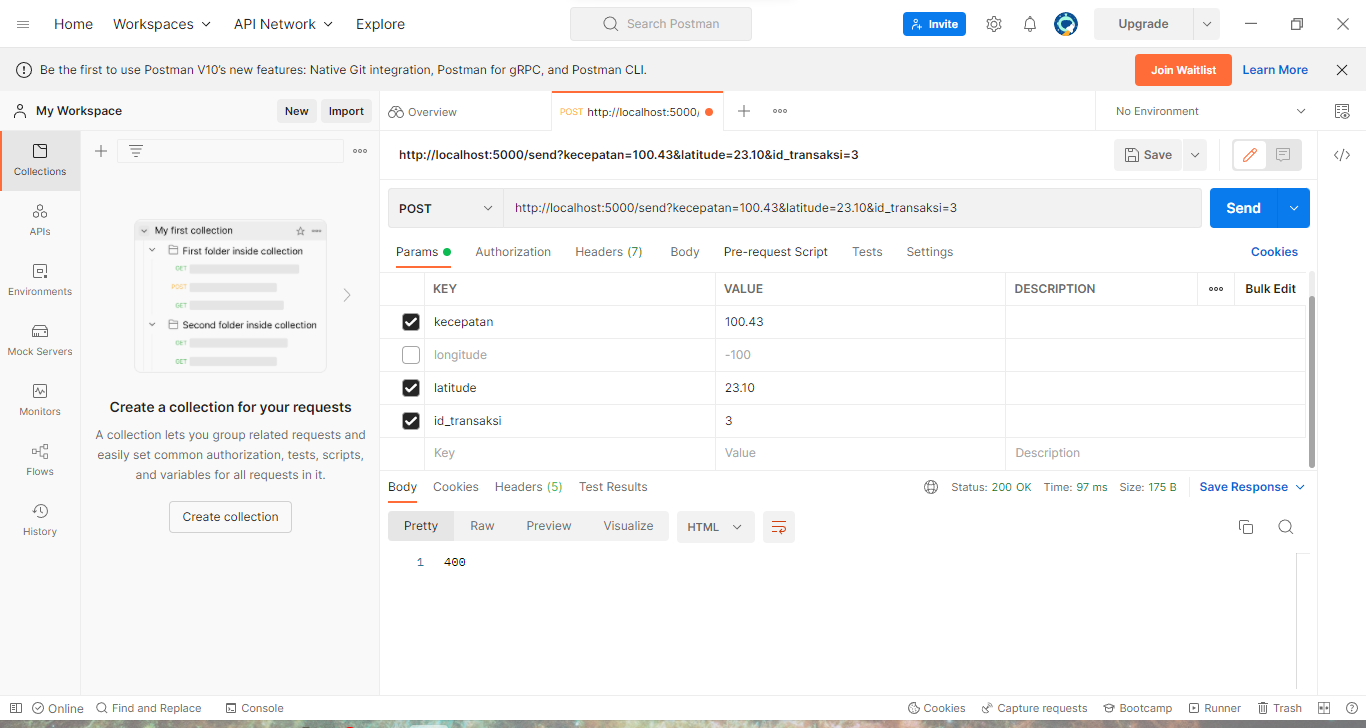 Home Workspaces API Network Explore Search Postman Invite Upgrade
Be the first to use Postman V10's new features: Native Git integration, Postman for gRPC, and Postman CLI. Join Waitlist Learn More
My Workspace New Import Overview POST http://localhost:5000/ No Environment
Collections
APIs
Environments
Mock Servers
Monitors
Flows
History
My first collection
First folder inside collection
GET
POST
GET
Second folder inside collection
GET
GET
Create a collection for your requests
A collection lets you group related requests and
easily set common authorization, tests, scripts,
and variables for all requests in it.
Create collection
http://localhost:5000/send?kecepatan=100.43&latitude=23.10&id_transaksi=3 Save
POST http://localhost:5000/send?kecepatan=100.43&latitude=23.10&id_transaksi=3 Send
Params Authorization Headers (7) Body Pre-request Script Tests Settings Cookies
KEY VALUE DESCRIPTION Bulk Edit
kecepatan 100.43
longitude -100
latitude 23.10
id_transaksi 3
Key Value Description
Body Cookies Headers (5) Test Results Status: 200 OK Time: 97 ms Size: 175 B Save Response
Pretty Raw Preview Visualize HTML
1 400
Online Find and Replace Console Cookies Capture requests Bootcamp Runner Trash